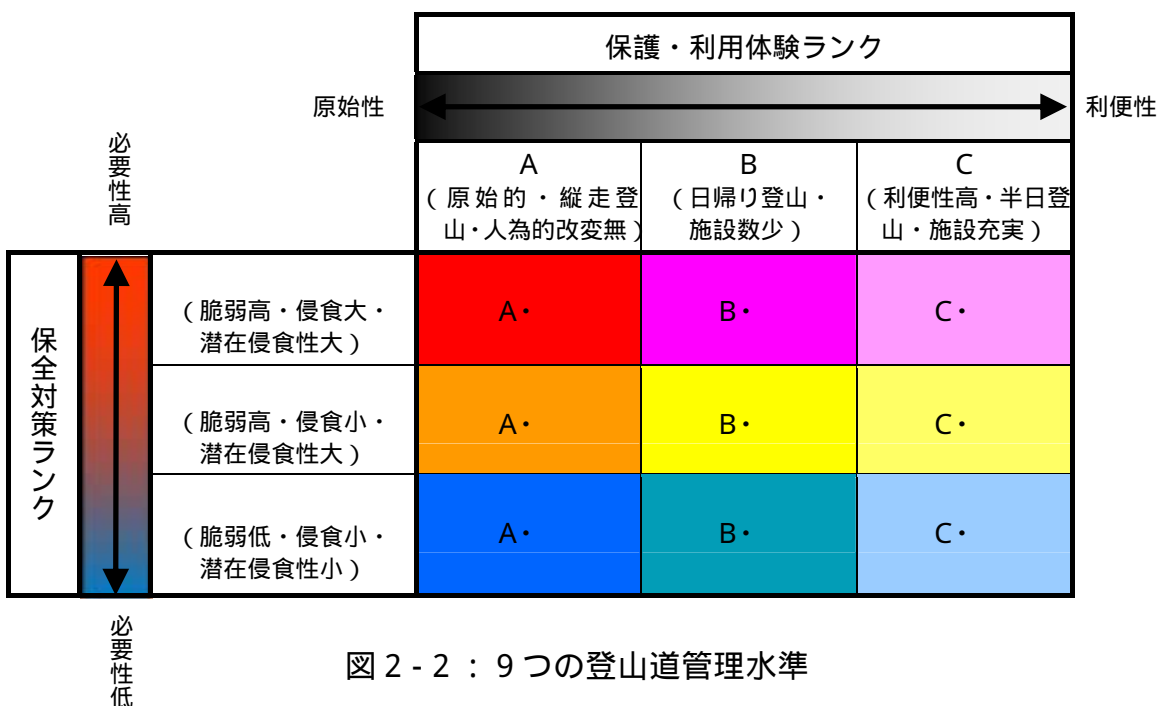 保護・利用体験ランク
原始性
利便性
必要性高
A
(原始的・縦走登
山・人為的改変無)
B
(日帰り登山・
施設数少)
C
(利便性高・半日登
山・施設充実)
保全対策ランク
(脆弱高・侵食大・
潜在侵食性大)
A・
B・
C・
(脆弱高・侵食小・
潜在侵食性大)
A・
B・
C・
(脆弱低・侵食小・
潜在侵食性小)
A・
B・
C・
必要性低
図2-2:9つの登山道管理水準